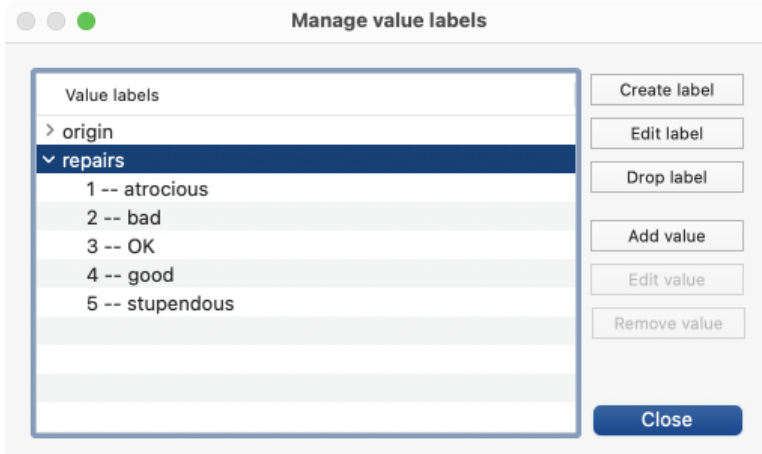 Manage value labels
Value labels
origin
repairs
1 -- atrocious
2 -- bad
3 -- OK
4 -- good
5 -- stupendous
Create label
Edit label
Drop label
Add value
Edit value
Remove value
Close